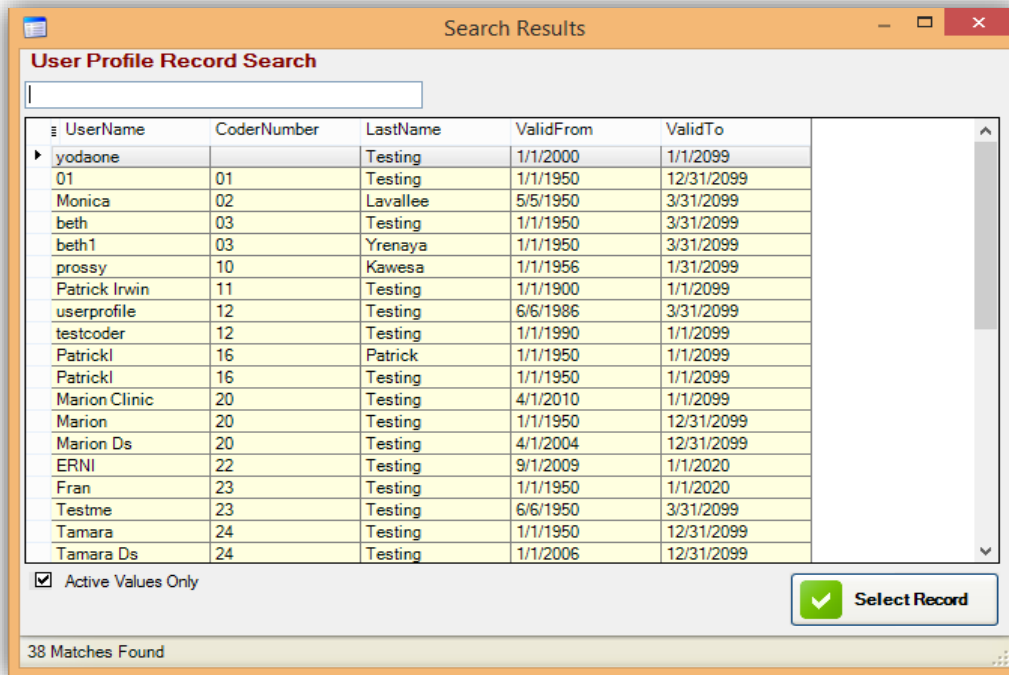 Search Results
User Profile Record Search
UserName CoderNumber LastName ValidFrom ValidTo
yodaone Testing 1/1/2000 1/1/2099
01 01 Testing 1/1/1950 12/31/2099
Monica 02 Lavallee 5/5/1950 3/31/2099
beth 03 Testing 1/1/1950 3/31/2099
beth1 03 Yrenaya 1/1/1950 3/31/2099
prossy 10 Kawesa 1/1/1956 1/31/2099
Patrick Irwin 11 Testing 1/1/1900 1/1/2099
userprofile 12 Testing 6/6/1986 3/31/2099
testcoder 12 Testing 1/1/1990 1/1/2099
PatrickI 16 Patrick 1/1/1950 1/1/2099
PatrickI 16 Testing 1/1/1950 1/1/2099
Marion Clinic 20 Testing 4/1/2010 1/1/2099
Marion 20 Testing 1/1/1950 12/31/2099
Marion Ds 20 Testing 4/1/2004 12/31/2099
ERNI 22 Testing 9/1/2009 1/1/2020
Fran 23 Testing 1/1/1950 1/1/2020
Testme 23 Testing 6/6/1950 3/31/2099
Tamara 24 Testing 1/1/1950 12/31/2099
Tamara Ds 24 Testing 1/1/2006 12/31/2099
Active Values Only
Select Record
38 Matches Found